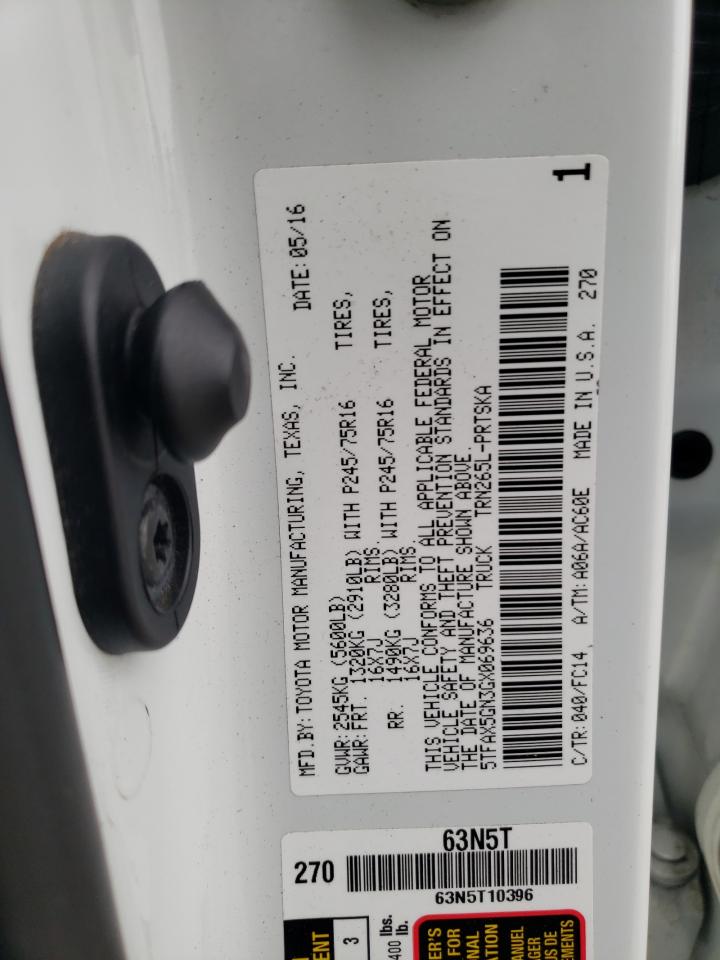 MFD.BY:TOYOTA MOTOR MANUFACTURING, TEXAS, INC. DATE:05/16
GVWR:2545KG (5600LB)
GAWR:FRT. 1320KG (2910LB) WITH P245/75R16 TIRES,
16X7J RIMS.
RR. 1490KG (3280LB) WITH P245/75R16 TIRES,
16X7J RIMS.
THIS VEHICLE CONFORMS TO ALL APPLICABLE FEDERAL MOTOR
VEHICLE SAFETY AND THEFT PREVENTION STANDARDS IN EFFECT ON
THE DATE OF MANUFACTURE SHOWN ABOVE.
5TFAX5GN3GX069636 TRUCK TRN265L-PRTSKA
C/TR:040/FC14 A/TM:A06A/AC60E MADE IN U.S.A. 270
1
63N5T
270
63N5T10396
3
lbs.
400 lb.